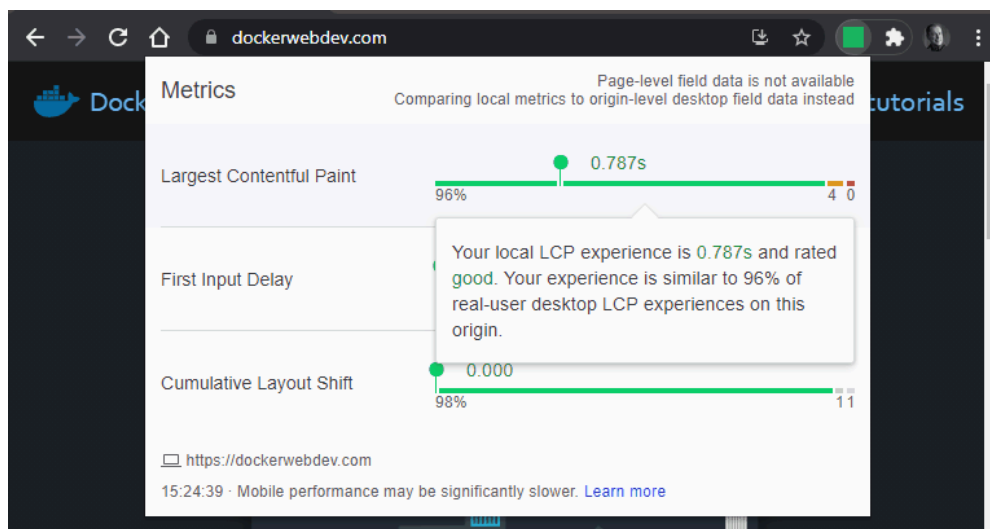 dockerwebdev.com
Dock
tutorials
Metrics
Page-level field data is not available
Comparing local metrics to origin-level desktop field data instead
Largest Contentful Paint
0.787s
96%
4 0
Your local LCP experience is 0.787s and rated
good. Your experience is similar to 96% of
real-user desktop LCP experiences on this
origin.
First Input Delay
Cumulative Layout Shift
0.000
98%
1 1
https://dockerwebdev.com
15:24:39 · Mobile performance may be significantly slower. Learn more